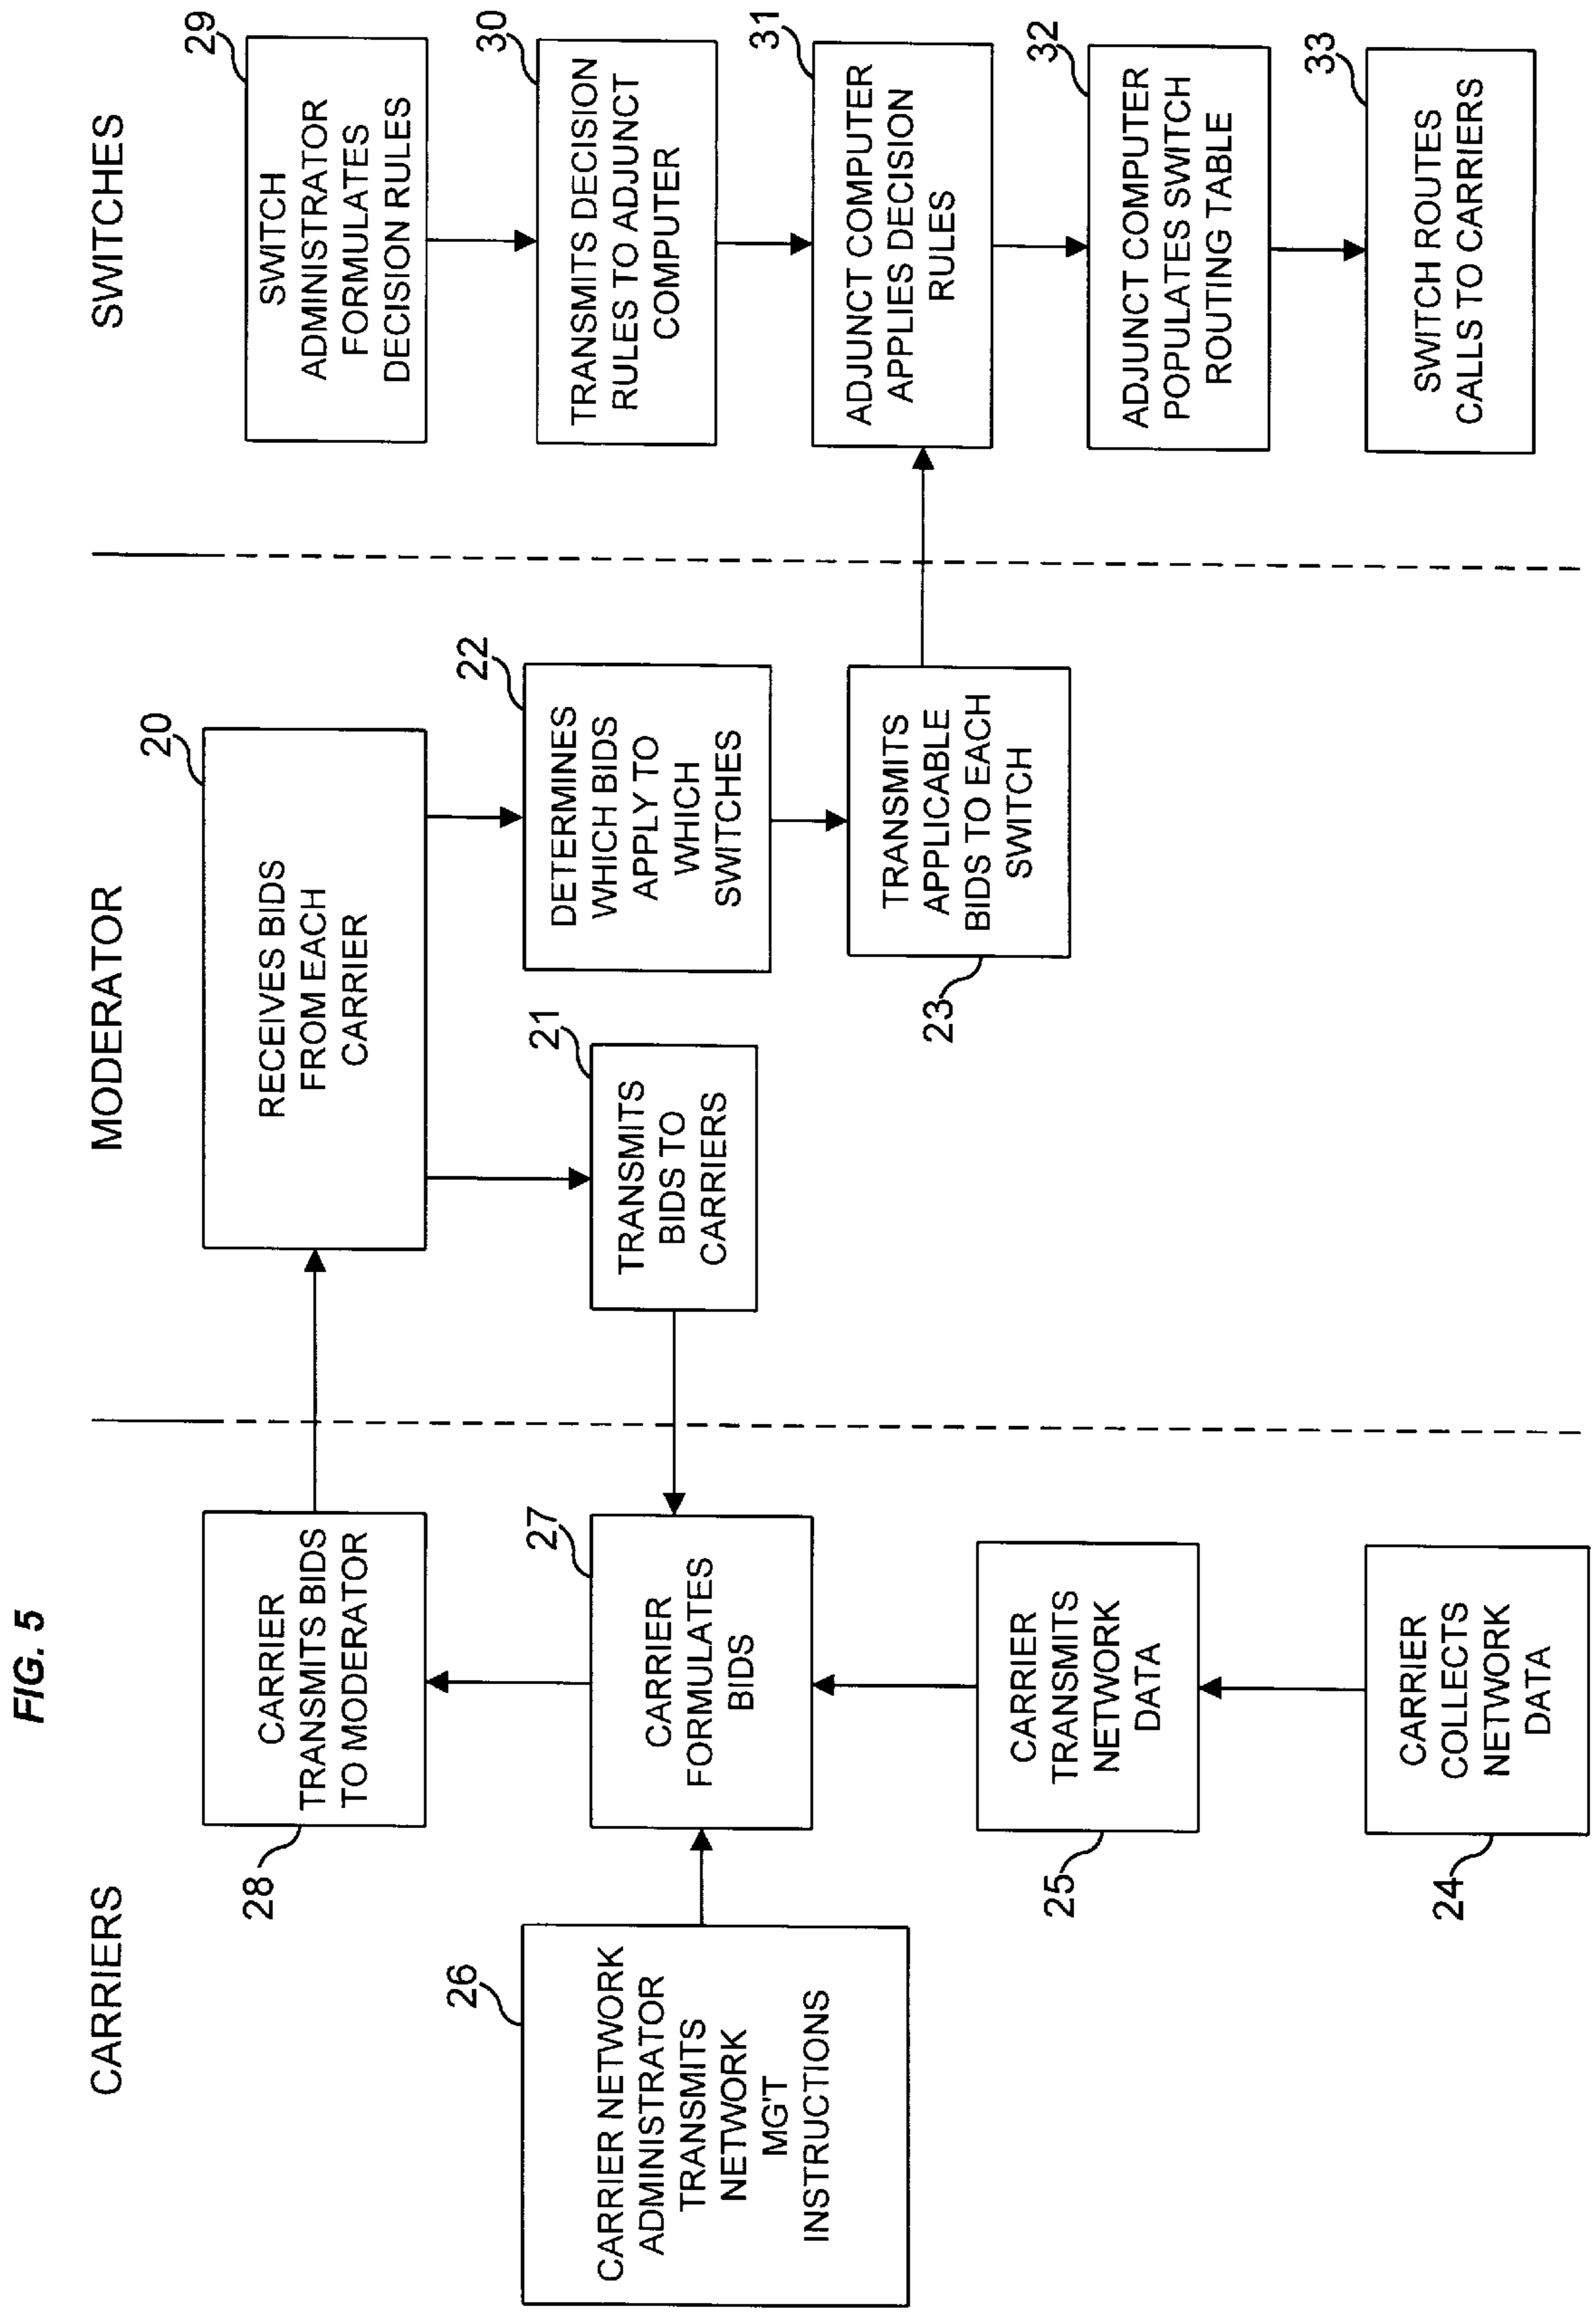 FIG. 5
CARRIERS
MODERATOR
SWITCHES
28
CARRIER
TRANSMITS BIDS
TO MODERATOR
26
CARRIER NETWORK
ADMINISTRATOR
TRANSMITS
NETWORK
MG'T
INSTRUCTIONS
27
CARRIER
FORMULATES
BIDS
25
CARRIER
TRANSMITS
NETWORK
DATA
24
CARRIER
COLLECTS
NETWORK
DATA
20
RECEIVES BIDS
FROM EACH
CARRIER
21
TRANSMITS
BIDS TO
CARRIERS
22
DETERMINES
WHICH BIDS
APPLY TO
WHICH
SWITCHES
23
TRANSMITS
APPLICABLE
BIDS TO EACH
SWITCH
29
SWITCH
ADMINISTRATOR
FORMULATES
DECISION RULES
30
TRANSMITS DECISION
RULES TO ADJUNCT
COMPUTER
31
ADJUNCT COMPUTER
APPLIES DECISION
RULES
32
ADJUNCT COMPUTER
POPULATES SWITCH
ROUTING TABLE
33
SWITCH ROUTES
CALLS TO CARRIERS